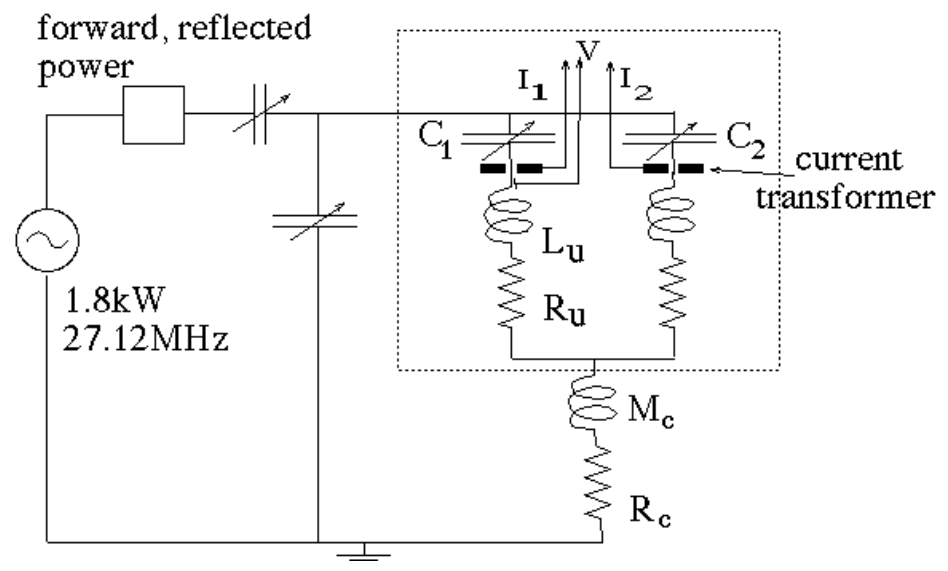 forward, reflected
power
V
I1
I2
C1
C2
current
transformer
Lu
Ru
1.8kW
27.12MHz
Mc
Rc